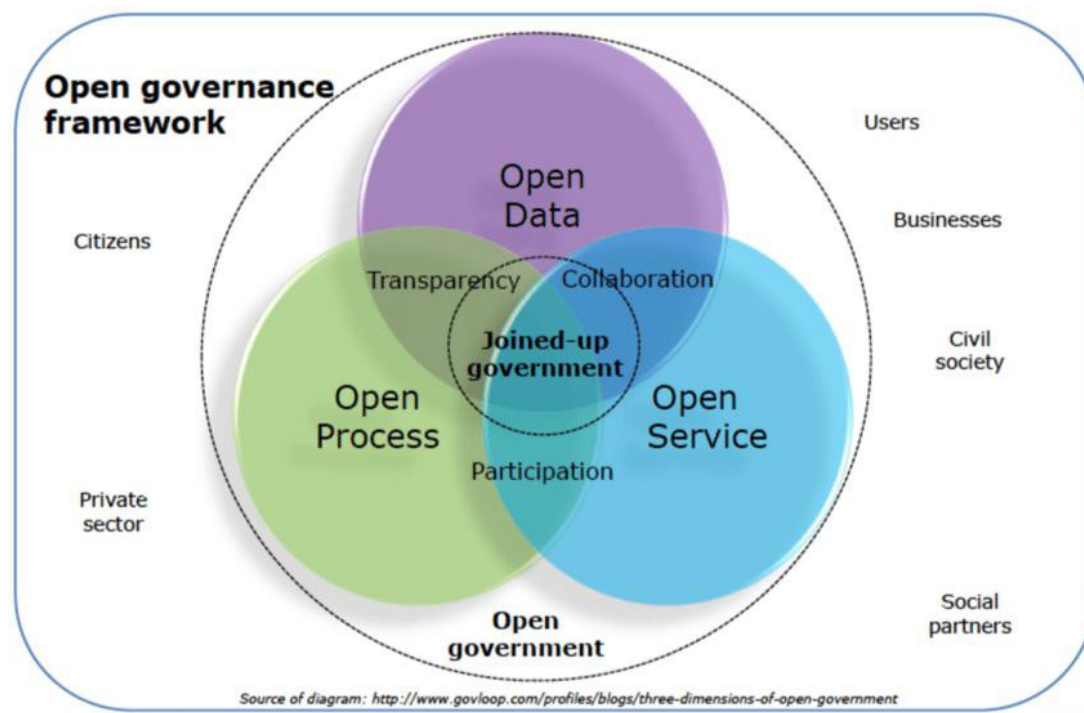 Open governance
framework
Users
Open
Data
Businesses
Citizens
Transparency
Collaboration
Joined-up
government
Civil
society
Open
Process
Open
Service
Participation
Private
sector
Social
partners
Open
government
Source of diagram: http://www.govloop.com/profiles/blogs/three-dimensions-of-open-government